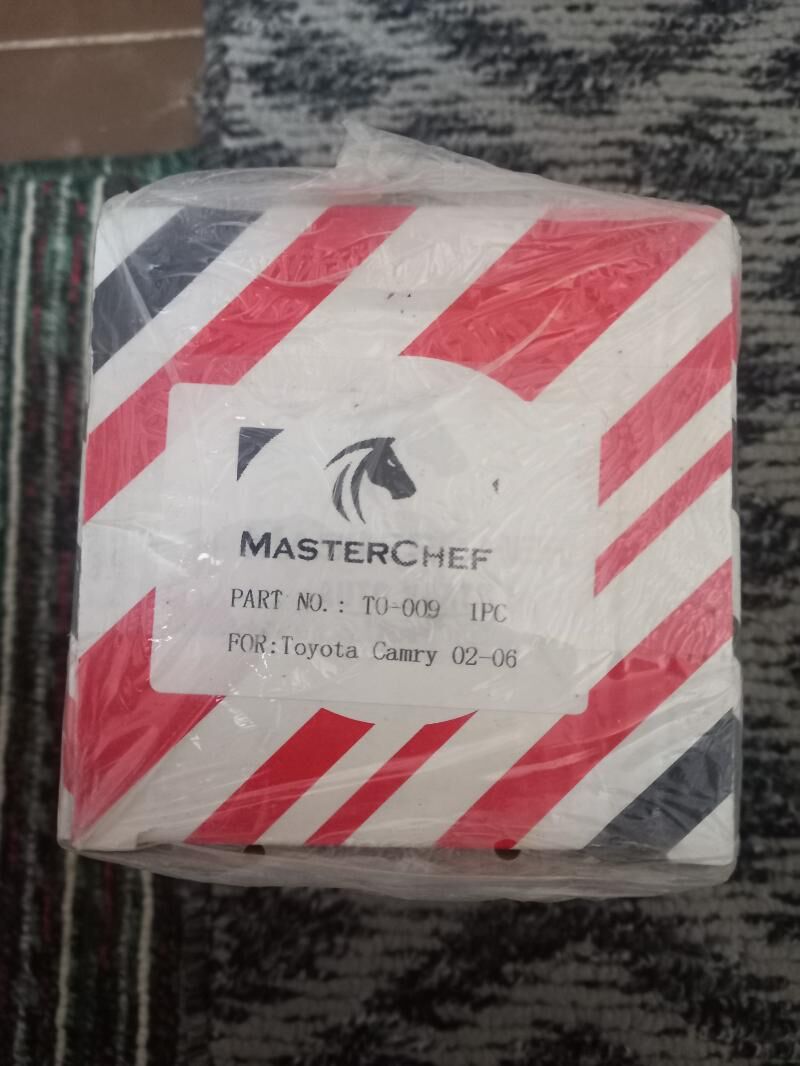 MASTERCHEF
PART NO.: TO-009 1PC
FOR:Toyota Camry 02-06